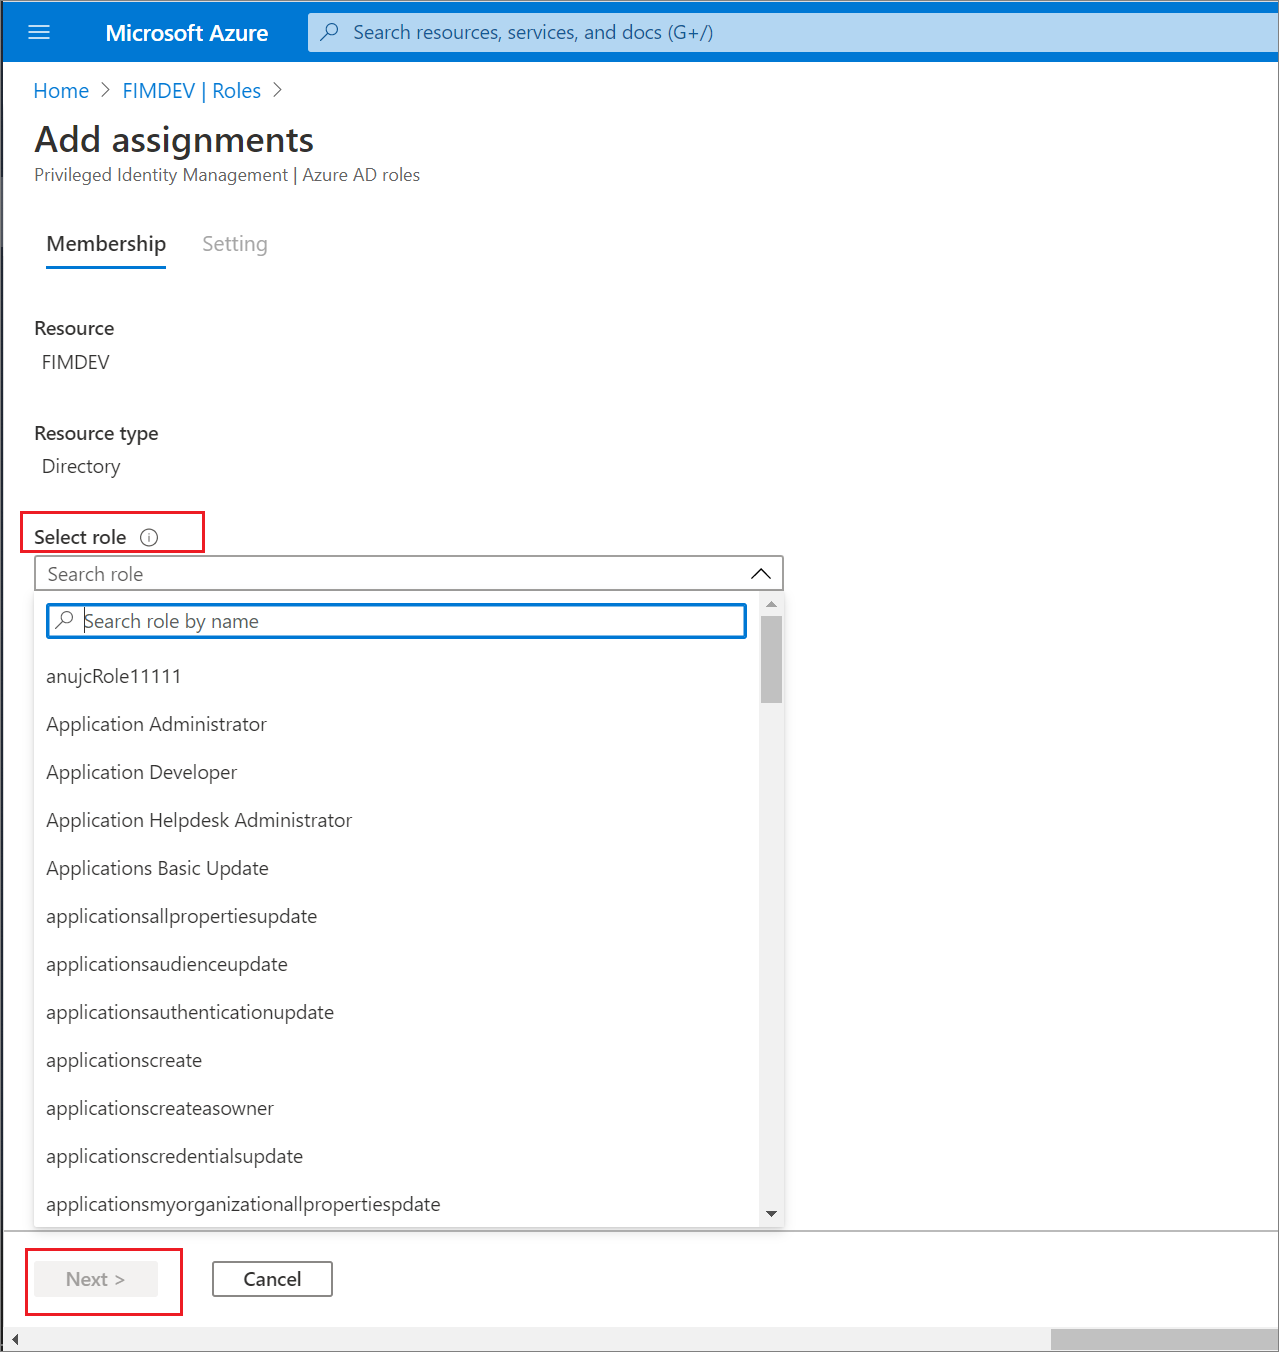 Microsoft Azure
Search resources, services, and docs (G+/)
Home > FIMDEV | Roles >
Add assignments
Privileged Identity Management | Azure AD roles
Membership Setting
Resource
FIMDEV
Resource type
Directory
Select role
Search role
Search role by name
anujcRole11111
Application Administrator
Application Developer
Application Helpdesk Administrator
Applications Basic Update
applicationsallpropertiesupdate
applicationsaudienceupdate
applicationsauthenticationupdate
applicationscreate
applicationscreateasowner
applicationscredentialsupdate
applicationsmyorganizationallpropertiespdate
Next > Cancel